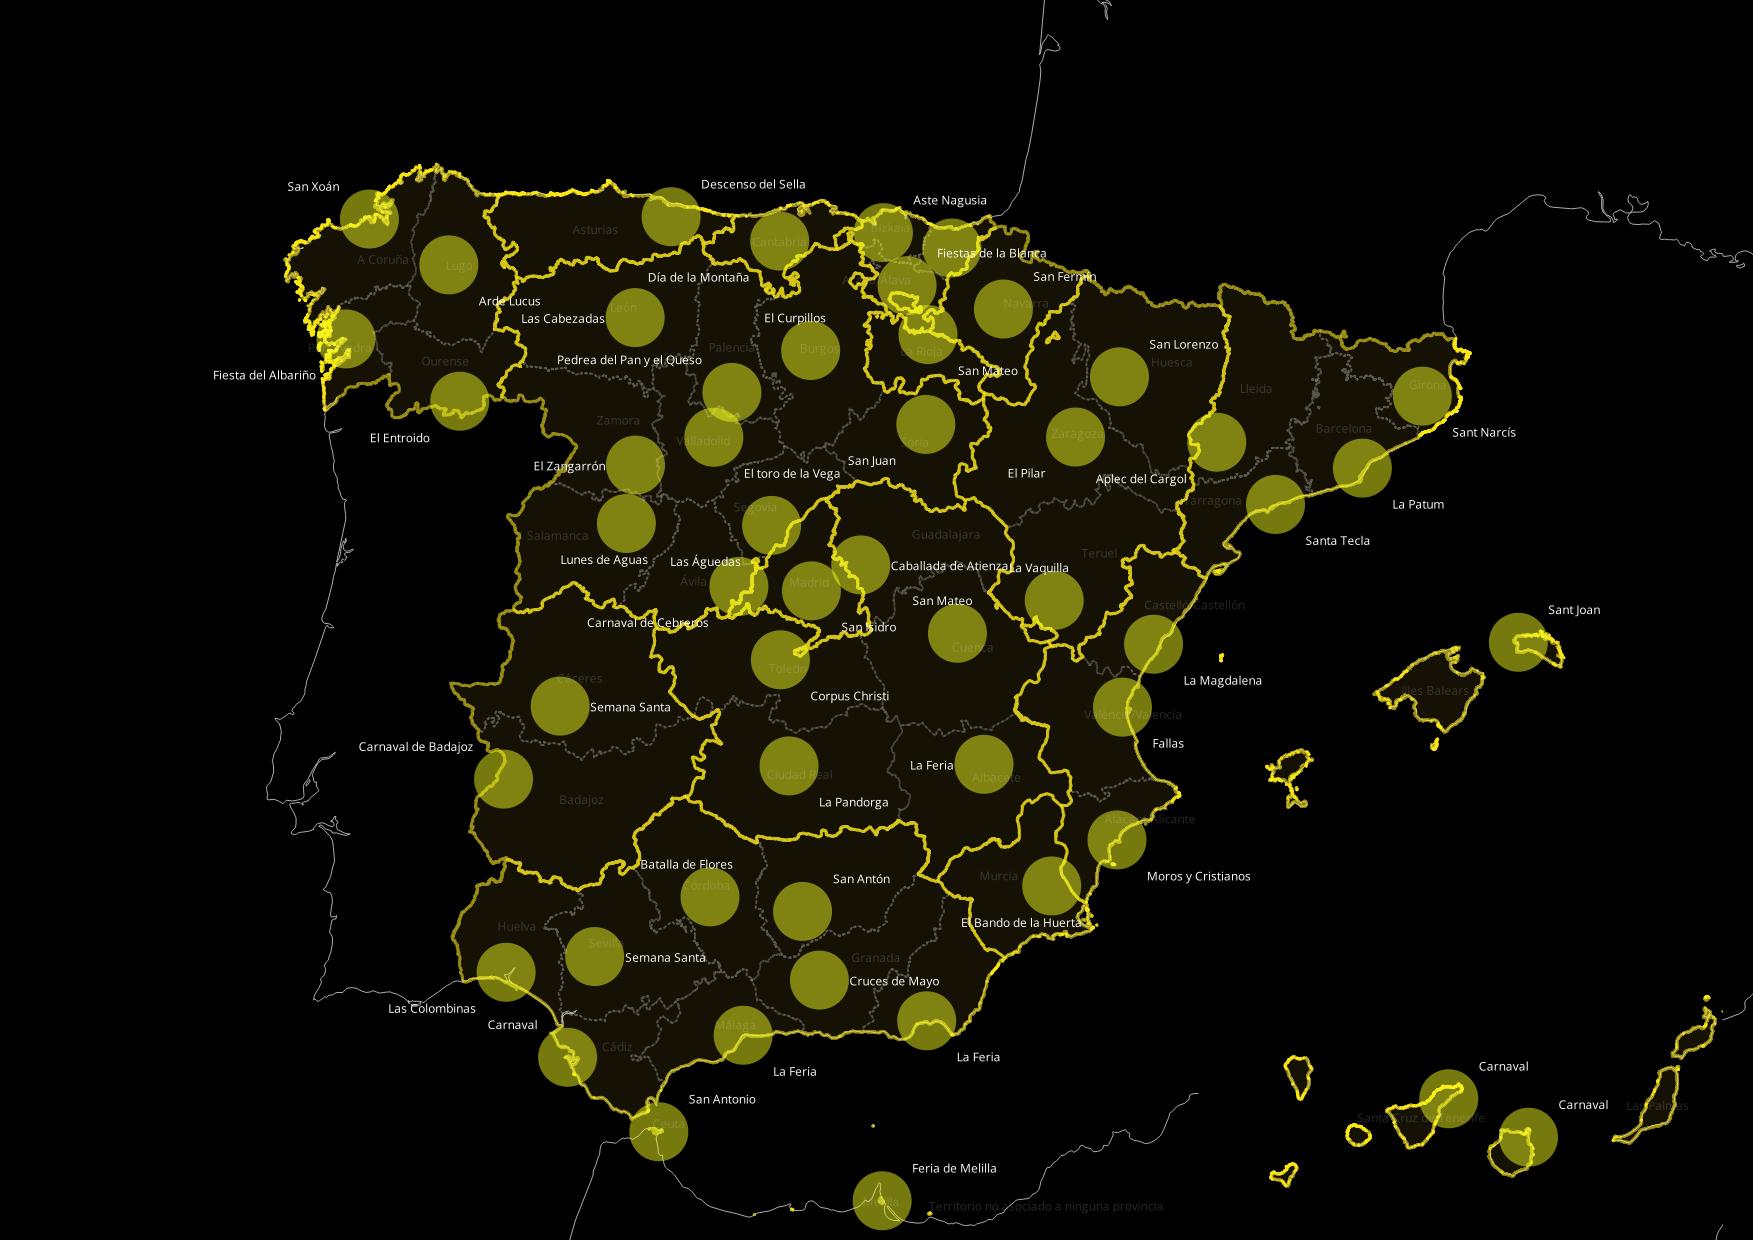 Descenso del Sella
San Xoán
Aste Nagusia
Bizkaia
Asturias
Cantabria
Fiestas de la Blanca
A Coruña
Lugo
Día de la Montaña
San Fermín
Álava
Arde Lucus
León
Navarra
Las Cabezadas
El Curpillos
San Lorenzo
Palencia
Burgos
La Rioja
Pedrea del Pan y el Queso
Ourense
Huesca
San Mateo
Fiesta del Albariño
Girona
Lleida
Zamora
Barcelona
Sant Narcís
Zaragoza
El Entroido
Valladolid
Soria
San Juan
El Zangarrón
El toro de la Vega
El Pilar
Aplec del Cargol
Tarragona
La Patum
Segovia
Salamanca
Guadalajara
Santa Tecla
Teruel
Lunes de Aguas
Las Águedas
Caballada de Atienza
La Vaquilla
Ávila
Madrid
San Mateo
Castelló/Castellón
Sant Joan
Carnaval de Cebreros
San Isidro
Cuenca
Toledo
Cáceres
La Magdalena
Illes Balears
Corpus Christi
Semana Santa
València/Valencia
Carnaval de Badajoz
Fallas
La Feria
Ciudad Real
Albacete
Badajoz
La Pandorga
Alacant/Alicante
Batalla de Flores
San Antón
Murcia
Moros y Cristianos
Córdoba
El Bando de la Huerta
Huelva
Sevilla
Semana Santa
Granada
Cruces de Mayo
Las Colombinas
Carnaval
Málaga
Cádiz
La Feria
La Feria
Carnaval
San Antonio
Carnaval
Las Palmas
Santa Cruz de Tenerife
Ceuta
Feria de Melilla
Melilla
Territorio no asociado a ninguna provincia